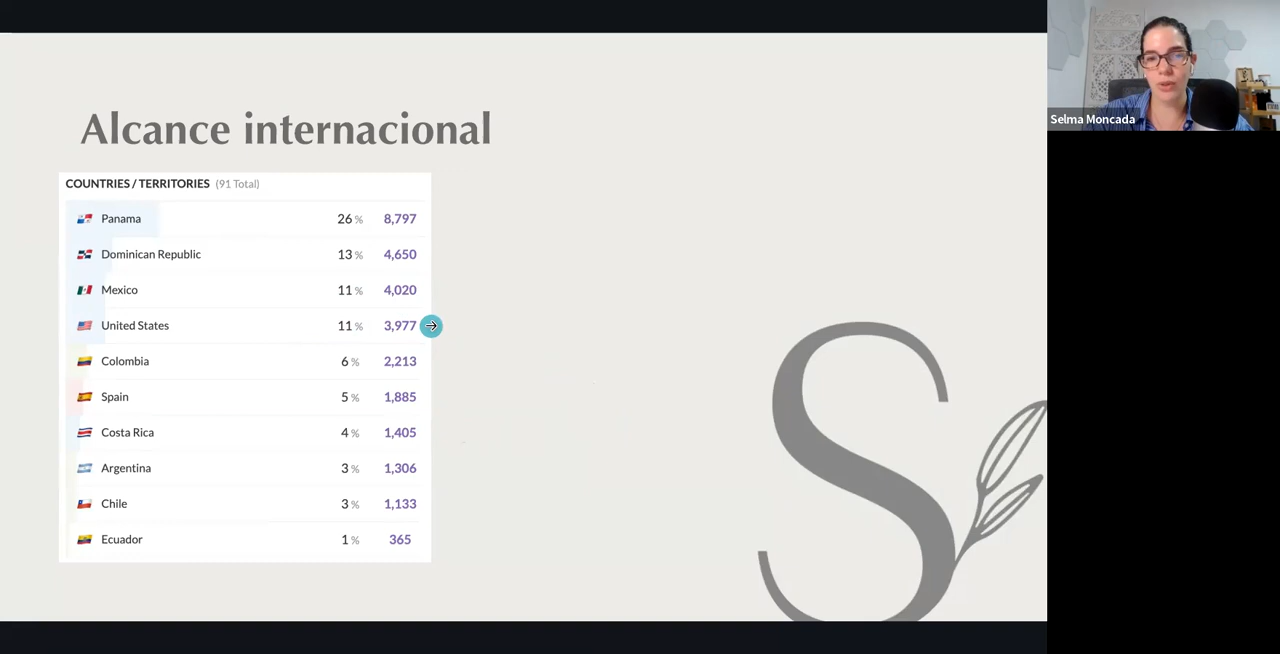 Alcance internacional
COUNTRIES / TERRITORIES (91 Total)
Panama 26 % 8,797
Dominican Republic 13 % 4,650
Mexico 11 % 4,020
United States 11 % 3,977
Colombia 6 % 2,213
Spain 5 % 1,885
Costa Rica 4 % 1,405
Argentina 3 % 1,306
Chile 3 % 1,133
Ecuador 1 % 365
S
Selma Moncada